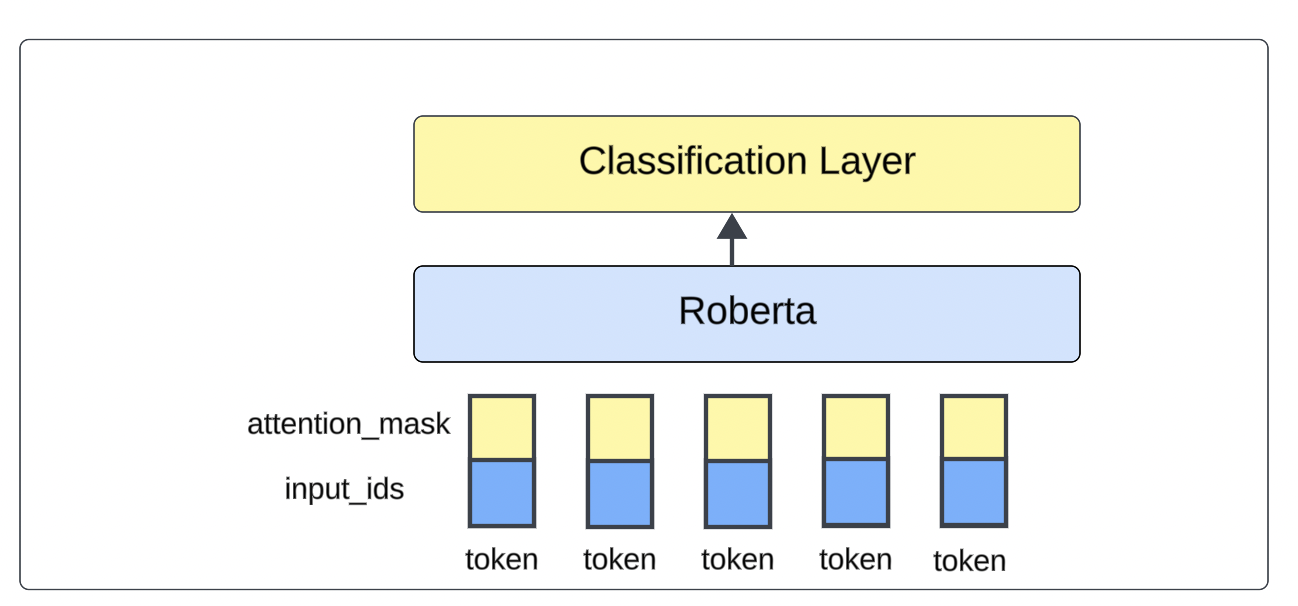 Classification Layer
Roberta
attention_mask
input_ids
token token token token token